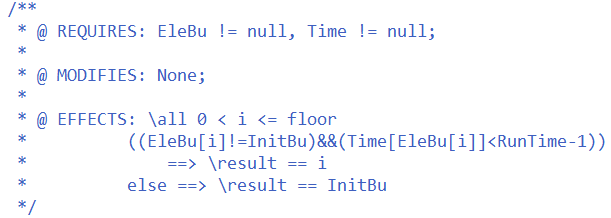 /**
 * @ REQUIRES: EleBu != null, Time != null;
 *
 * @ MODIFIES: None;
 *
 * @ EFFECTS: \all 0 < i <= floor
 *          ((EleBu[i]!=InitBu)&&(Time[EleBu[i]]<RunTime-1))
 *              ==> \result == i
 *          else ==> \result == InitBu
 */